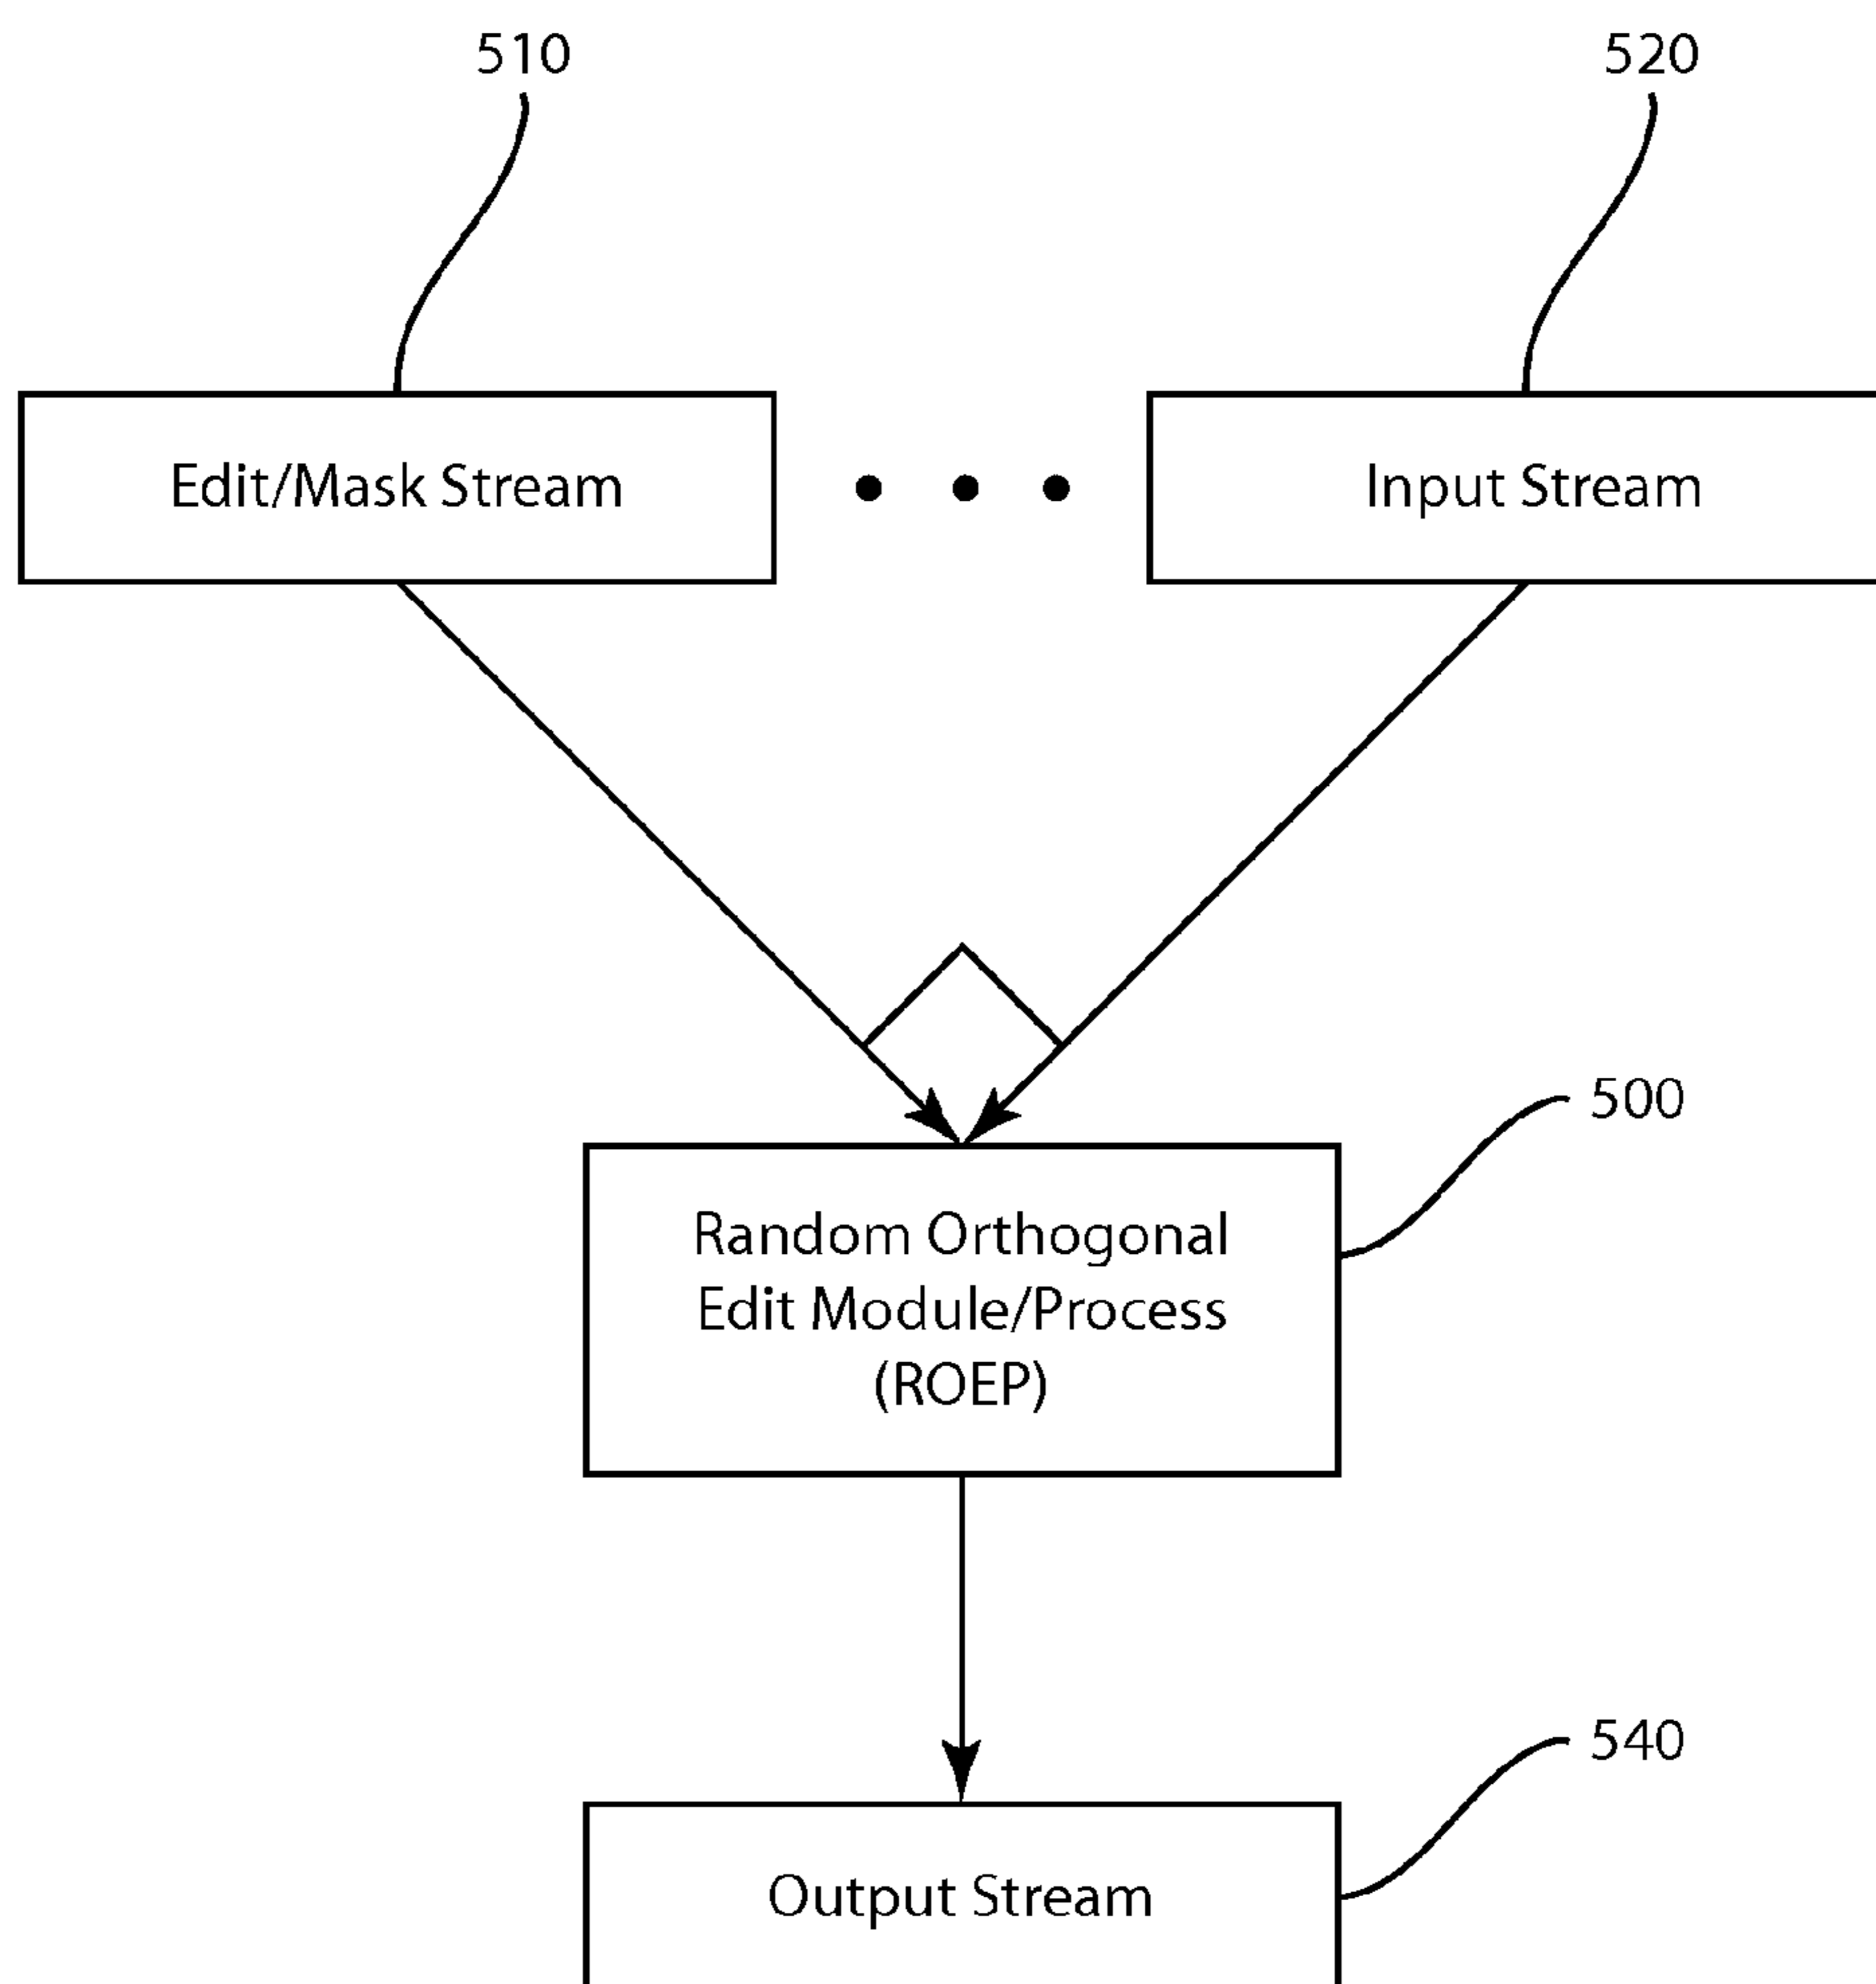 510
520
Edit/Mask Stream
Input Stream
500
Random Orthogonal
Edit Module/Process
(ROEP)
540
Output Stream